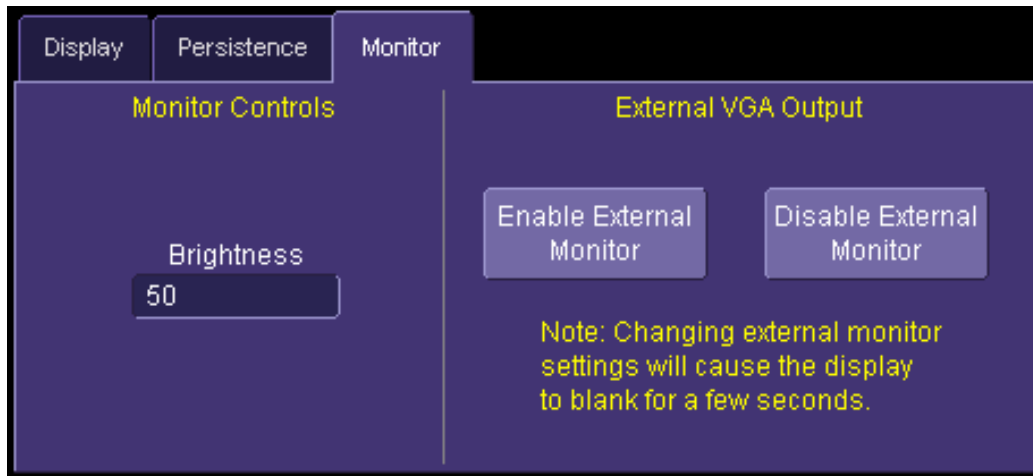 Display
Persistence
Monitor
Monitor Controls
Brightness
50
External VGA Output
Enable External
Monitor
Disable External
Monitor
Note: Changing external monitor
settings will cause the display
to blank for a few seconds.